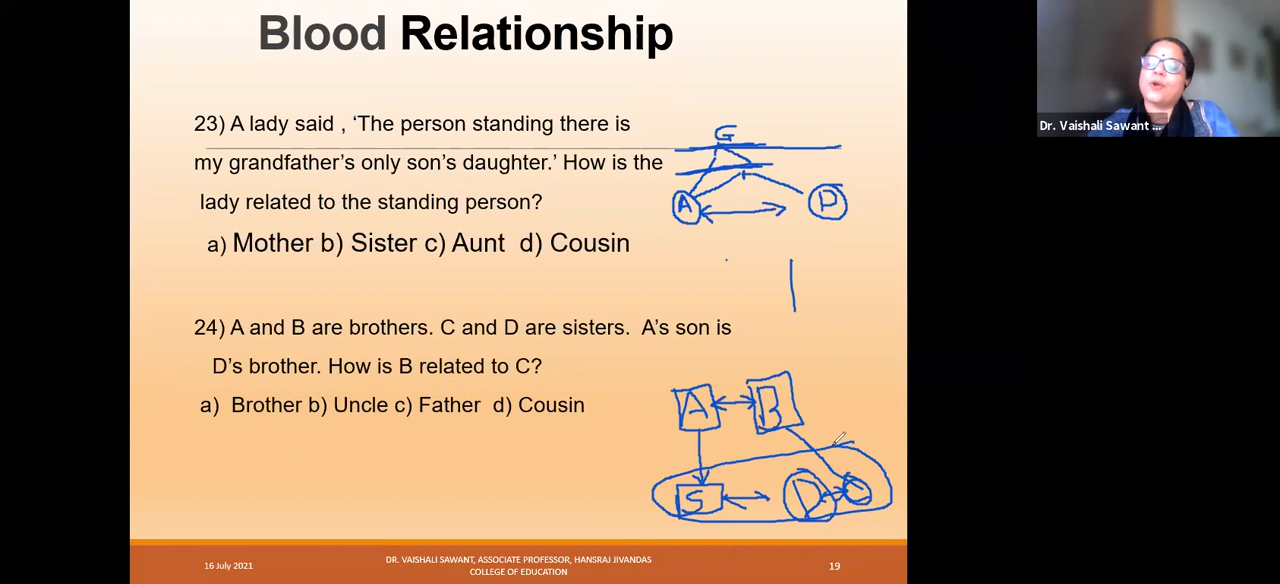 Blood Relationship
23) A lady said , ‘The person standing there is
my grandfather’s only son’s daughter.’ How is the
lady related to the standing person?
a) Mother b) Sister c) Aunt d) Cousin
G
A
P
24) A and B are brothers. C and D are sisters. A’s son is
D’s brother. How is B related to C?
a) Brother b) Uncle c) Father d) Cousin
A B
S D C
16 July 2021
DR. VAISHALI SAWANT, ASSOCIATE PROFESSOR, HANSRAJ JIVANDAS
COLLEGE OF EDUCATION
19
Dr. Vaishali Sawant ...